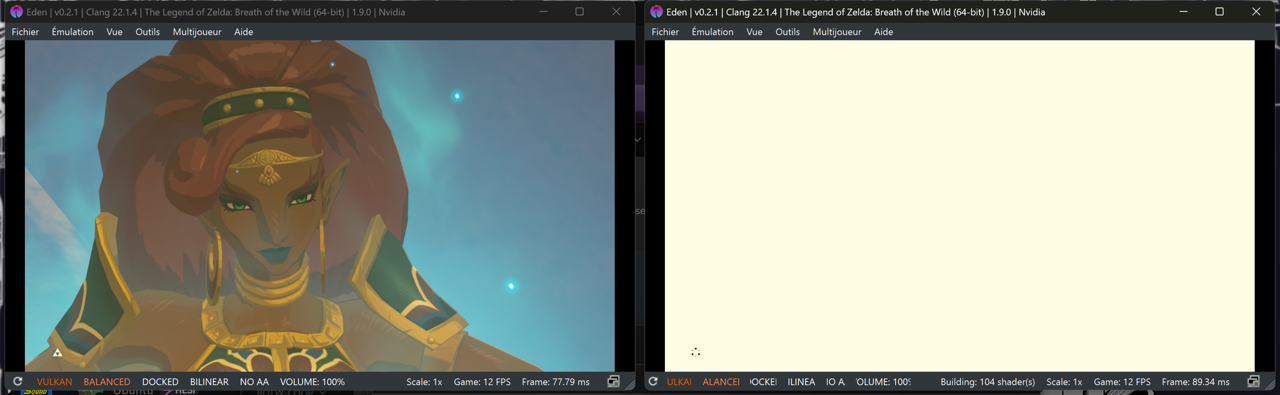 Eden | v0.2.1 | Clang 22.1.4 | The Legend of Zelda: Breath of the Wild (64-bit) | 1.9.0 | Nvidia
Fichier Émulation Vue Outils Multijoueur Aide
VULKAN BALANCED DOCKED BILINEAR NO AA VOLUME: 100% Scale: 1x Game: 12 FPS Frame: 77.79 ms
Eden | v0.2.1 | Clang 22.1.4 | The Legend of Zelda: Breath of the Wild (64-bit) | 1.9.0 | Nvidia
Fichier Émulation Vue Outils Multijoueur Aide
ULKAI ALANCEI OCKEI ILINEA IO A OLUME: 100% Building: 104 shader(s) Scale: 1x Game: 12 FPS Frame: 89.34 ms
se
Ubuntu